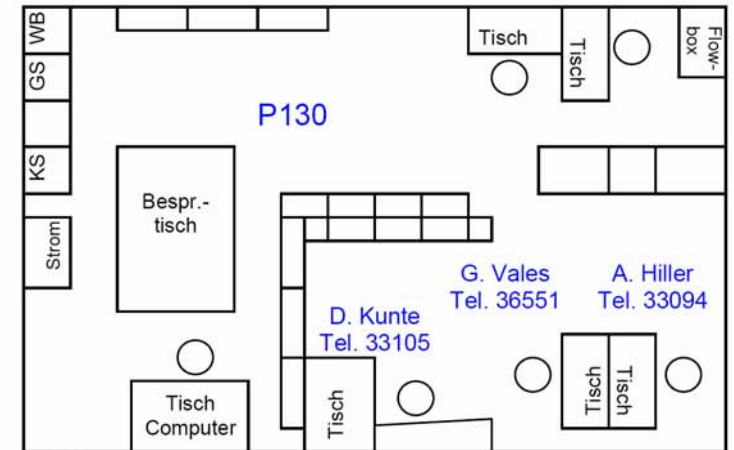 WB
GS
KS
Strom
P130
Bespr.-
tisch
Tisch
Tisch
Flow-
box
D. Kunte
Tel. 33105
G. Vales
Tel. 36551
A. Hiller
Tel. 33094
Tisch
Computer
Tisch
Tisch
Tisch